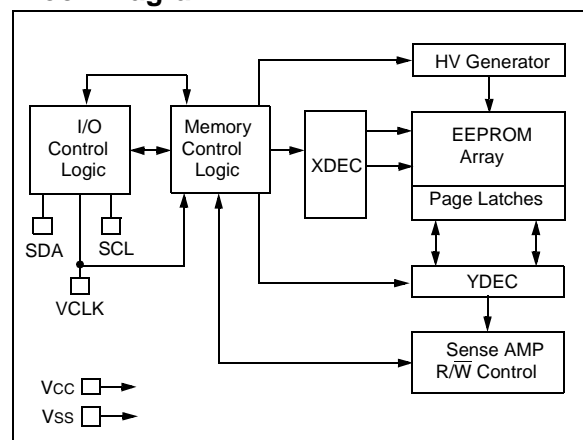 HV Generator
I/O
Control
Logic
Memory
Control
Logic
XDEC
EEPROM
Array
Page Latches
SDA
SCL
VCLK
YDEC
Sense AMP
R/W̅ Control
VCC
VSS